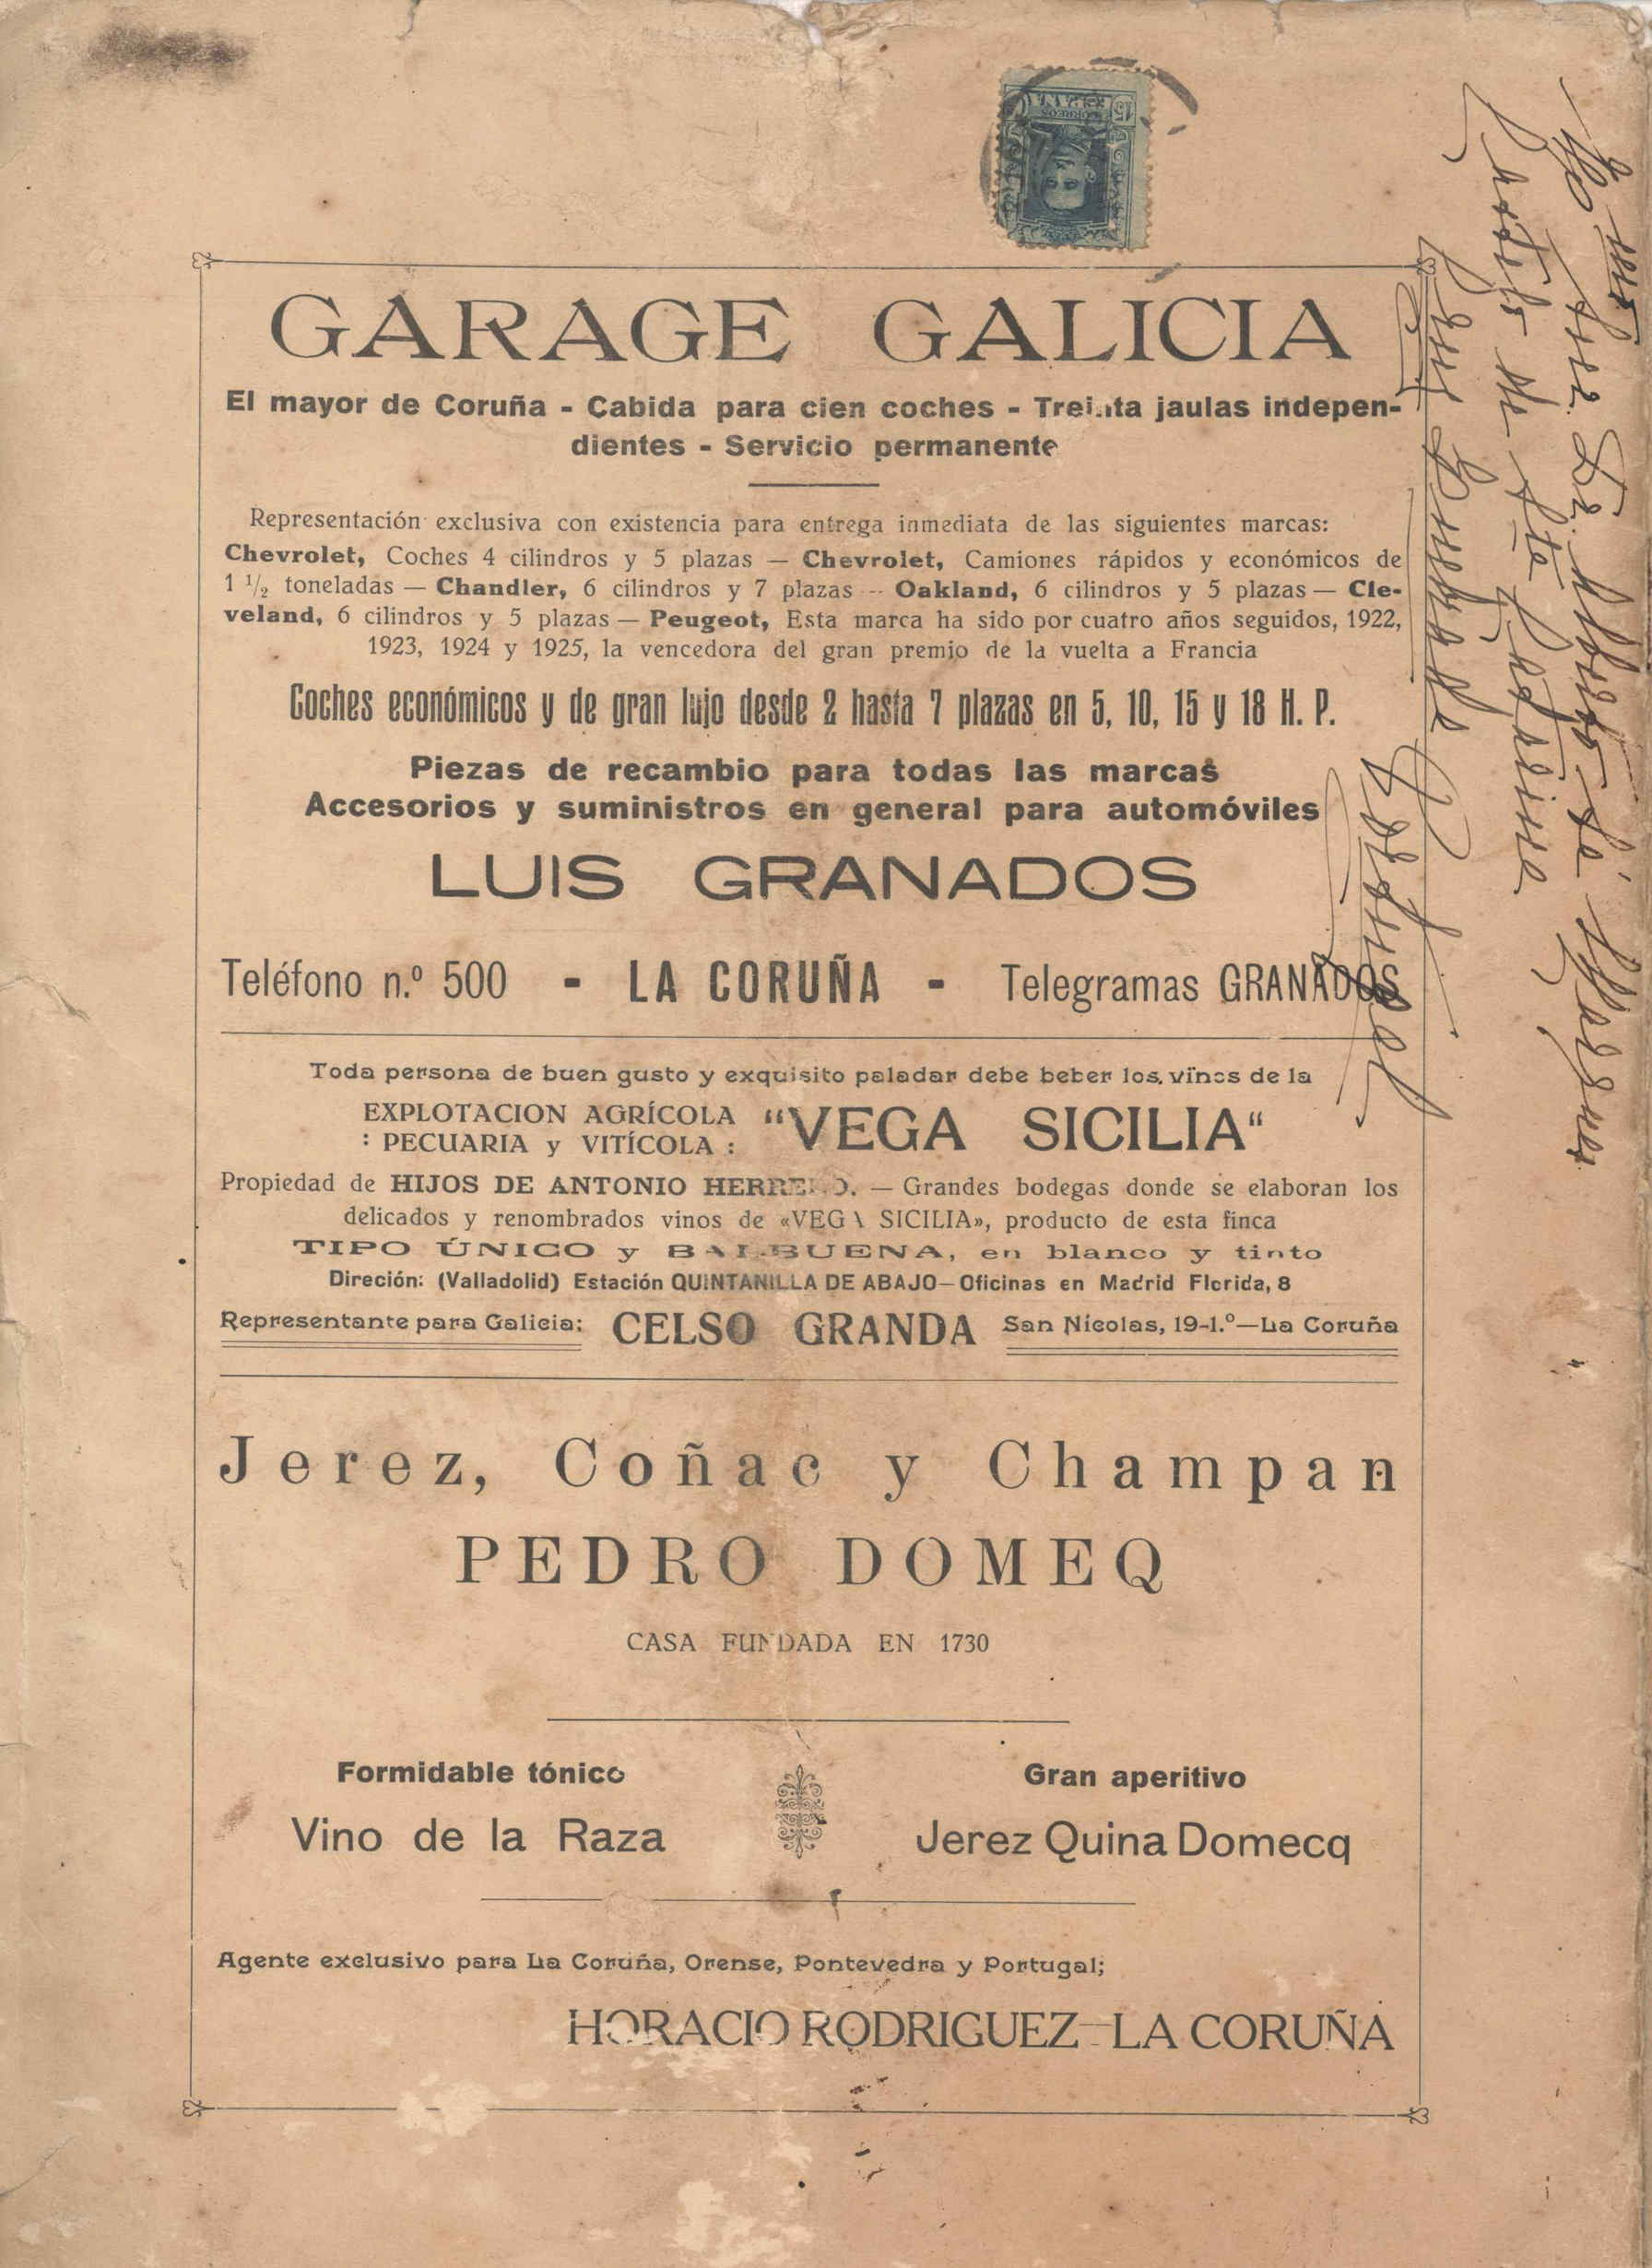 GARAGE GALICIA
El mayor de Coruña - Cabida para cien coches - Treinta jaulas indepen-
dientes - Servicio permanente
Representación exclusiva con existencia para entrega inmediata de las siguientes marcas:
Chevrolet, Coches 4 cilindros y 5 plazas — Chevrolet, Camiones rápidos y económicos de
1 1/2 toneladas — Chandler, 6 cilindros y 7 plazas -- Oakland, 6 cilindros y 5 plazas — Cle-
veland, 6 cilindros y 5 plazas — Peugeot, Esta marca ha sido por cuatro años seguidos, 1922,
1923, 1924 y 1925, la vencedora del gran premio de la vuelta a Francia
Coches económicos y de gran lujo desde 2 hasta 7 plazas en 5, 10, 15 y 18 H. P.
Piezas de recambio para todas las marcas
Accesorios y suministros en general para automóviles
LUIS GRANADOS
Teléfono n.º 500 - LA CORUÑA - Telegramas GRANADOS
Toda persona de buen gusto y exquisito paladar debe beber los vinos de la
EXPLOTACION AGRÍCOLA
: PECUARIA y VITÍCOLA :
"VEGA SICILIA"
Propiedad de HIJOS DE ANTONIO HERRERO. — Grandes bodegas donde se elaboran los
delicados y renombrados vinos de «VEGA SICILIA», producto de esta finca
TIPO ÚNICO y BALBUENA, en blanco y tinto
Direción: (Valladolid) Estación QUINTANILLA DE ABAJO—Oficinas en Madrid Florida, 8
Representante para Galicia: CELSO GRANDA San Nicolas, 19-1.º—La Coruña
Jerez, Coñac y Champan
PEDRO DOMEQ
CASA FUNDADA EN 1730
Formidable tónico
Vino de la Raza
Gran aperitivo
Jerez Quina Domecq
Agente exclusivo para La Coruña, Orense, Pontevedra y Portugal;
HORACIO RODRIGUEZ—LA CORUÑA
CORREOS
15